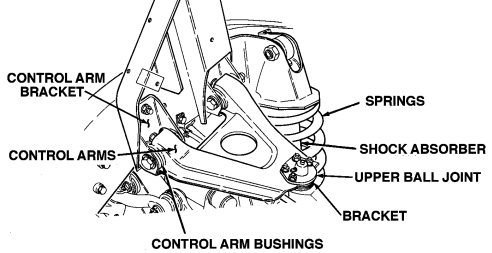 CONTROL ARM
BRACKET
SPRINGS
CONTROL ARMS
SHOCK ABSORBER
UPPER BALL JOINT
BRACKET
CONTROL ARM BUSHINGS